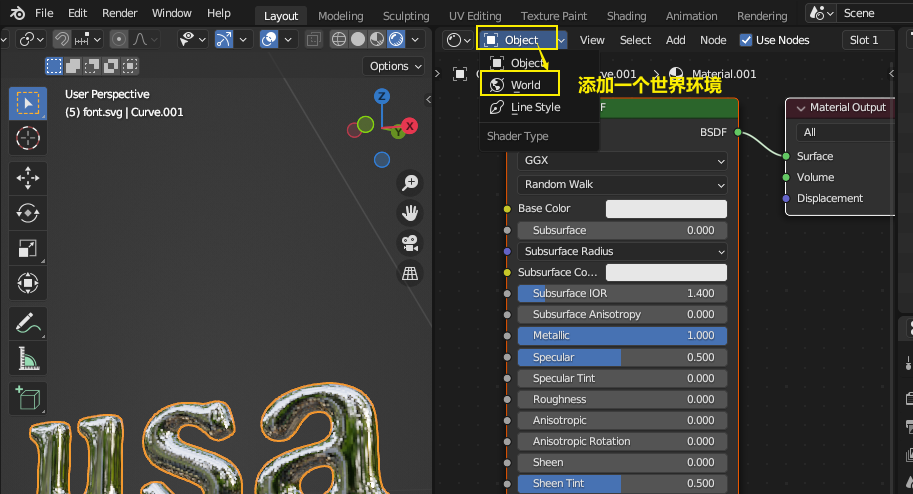 File Edit Render Window Help Layout Modeling Sculpting UV Editing Texture Paint Shading Animation Rendering Scene
Object View Select Add Node Use Nodes Slot 1
Options
User Perspective
(5) font.svg | Curve.001
Z
X
Y
Object
World
Line Style
Shader Type
ve.001 > Material.001
添加一个世界环境
DF
BSDF
GGX
Random Walk
Base Color
Subsurface 0.000
Subsurface Radius
Subsurface Co...
Subsurface IOR 1.400
Subsurface Anisotropy 0.000
Metallic 1.000
Specular 0.500
Specular Tint 0.000
Roughness 0.000
Anisotropic 0.000
Anisotropic Rotation 0.000
Sheen 0.000
Sheen Tint 0.500
Material Output
All
Surface
Volume
Displacement
usa